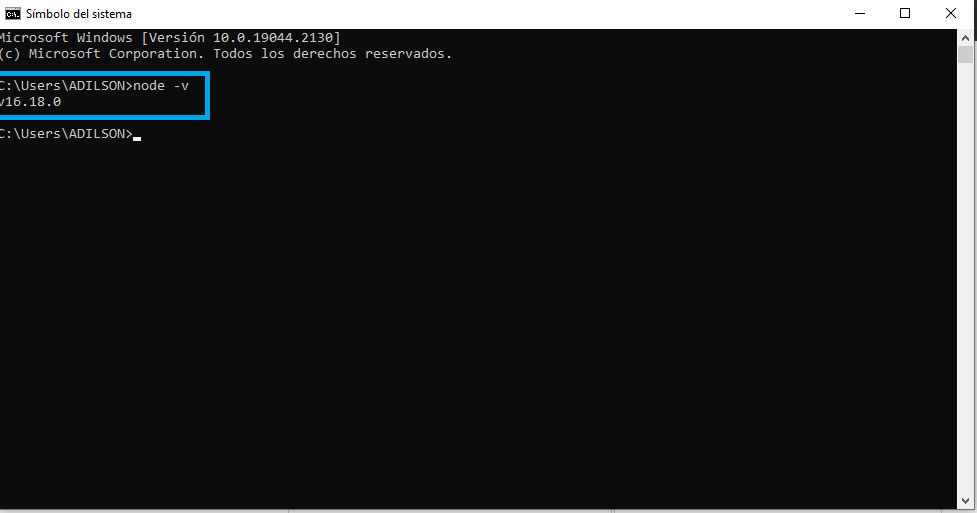 Símbolo del sistema
Microsoft Windows [Versión 10.0.19044.2130]
(c) Microsoft Corporation. Todos los derechos reservados.
C:\Users\ADILSON>node -v
v16.18.0
C:\Users\ADILSON>